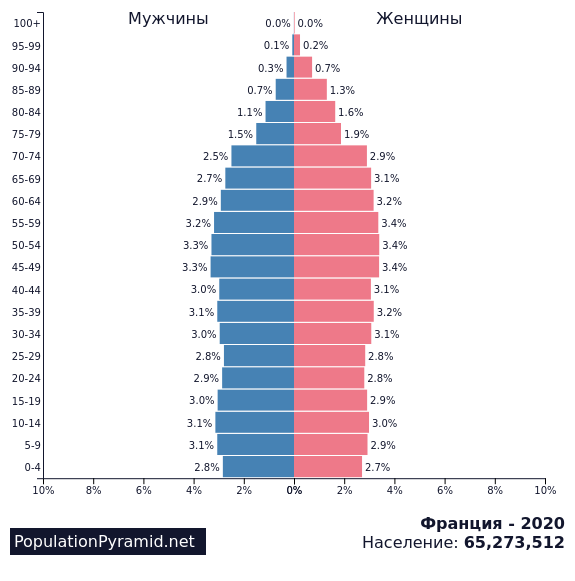 Мужчины Женщины
100+ 0.0% 0.0%
95-99 0.1% 0.2%
90-94 0.3% 0.7%
85-89 0.7% 1.3%
80-84 1.1% 1.6%
75-79 1.5% 1.9%
70-74 2.5% 2.9%
65-69 2.7% 3.1%
60-64 2.9% 3.2%
55-59 3.2% 3.4%
50-54 3.3% 3.4%
45-49 3.3% 3.4%
40-44 3.0% 3.1%
35-39 3.1% 3.2%
30-34 3.0% 3.1%
25-29 2.8% 2.8%
20-24 2.9% 2.8%
15-19 3.0% 2.9%
10-14 3.1% 3.0%
5-9 3.1% 2.9%
0-4 2.8% 2.7%
10% 8% 6% 4% 2% 0% 2% 4% 6% 8% 10%
Франция - 2020
PopulationPyramid.net Население: 65,273,512